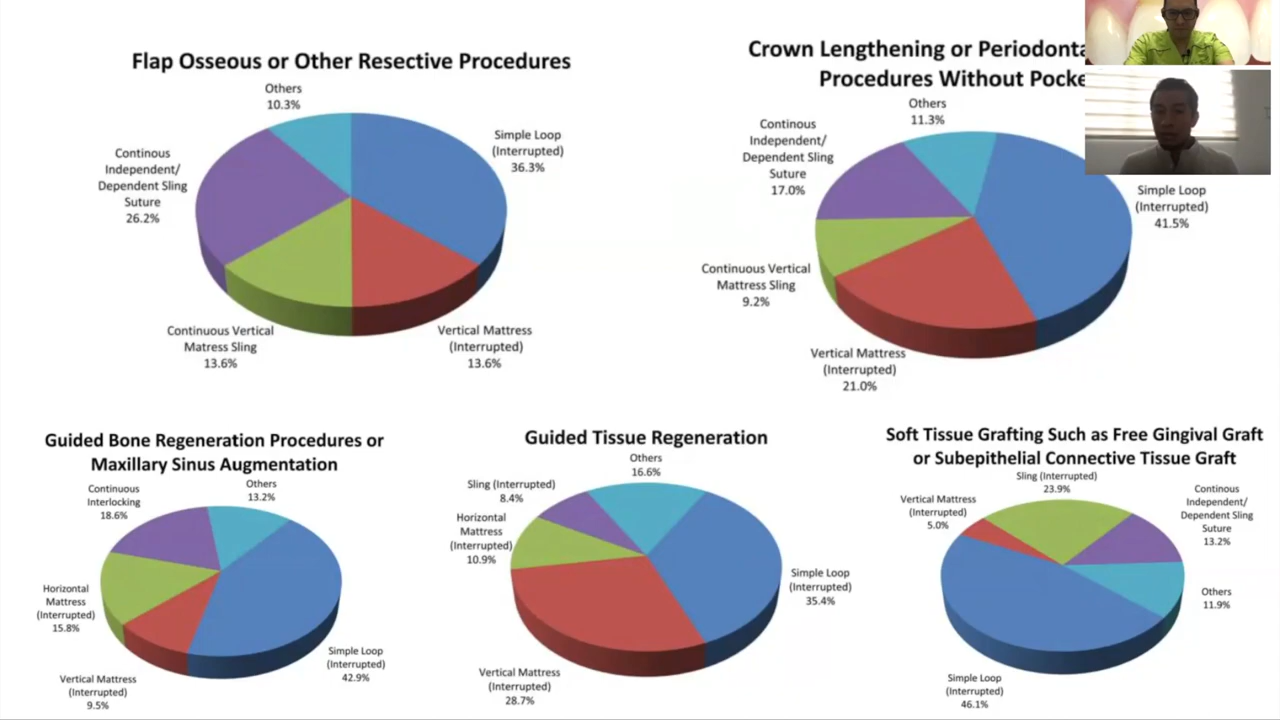 Flap Osseous or Other Resective Procedures
Others
10.3%
Simple Loop
(Interrupted)
36.3%
Continous
Independent/
Dependent Sling
Suture
26.2%
Continuous Vertical
Matress Sling
13.6%
Vertical Mattress
(Interrupted)
13.6%
Crown Lengthening or
Procedures Without
Others
11.3%
Continous
Independent/
Dependent Sling
Suture
17.0%
Simple Loop
(Interrupted)
41.5%
Continuous Vertical
Mattress Sling
9.2%
Vertical Mattress
(Interrupted)
21.0%
Guided Bone Regeneration Procedures or
Maxillary Sinus Augmentation
Continuous
Interlocking
18.6%
Others
13.2%
Horizontal
Mattress
(Interrupted)
15.8%
Vertical Mattress
(Interrupted)
9.5%
Simple Loop
(Interrupted)
42.9%
Guided Tissue Regeneration
Others
16.6%
Sling (Interrupted)
8.4%
Horizontal
Mattress
(Interrupted)
10.9%
Simple Loop
(Interrupted)
35.4%
Vertical Mattress
(Interrupted)
28.7%
Soft Tissue Grafting Such as Free Gingival Graft
or Subepithelial Connective Tissue Graft
Sling (Interrupted)
23.9%
Vertical Mattress
(Interrupted)
5.0%
Continous
Independent/
Dependent Sling
Suture
13.2%
Others
11.9%
Simple Loop
(Interrupted)
46.1%